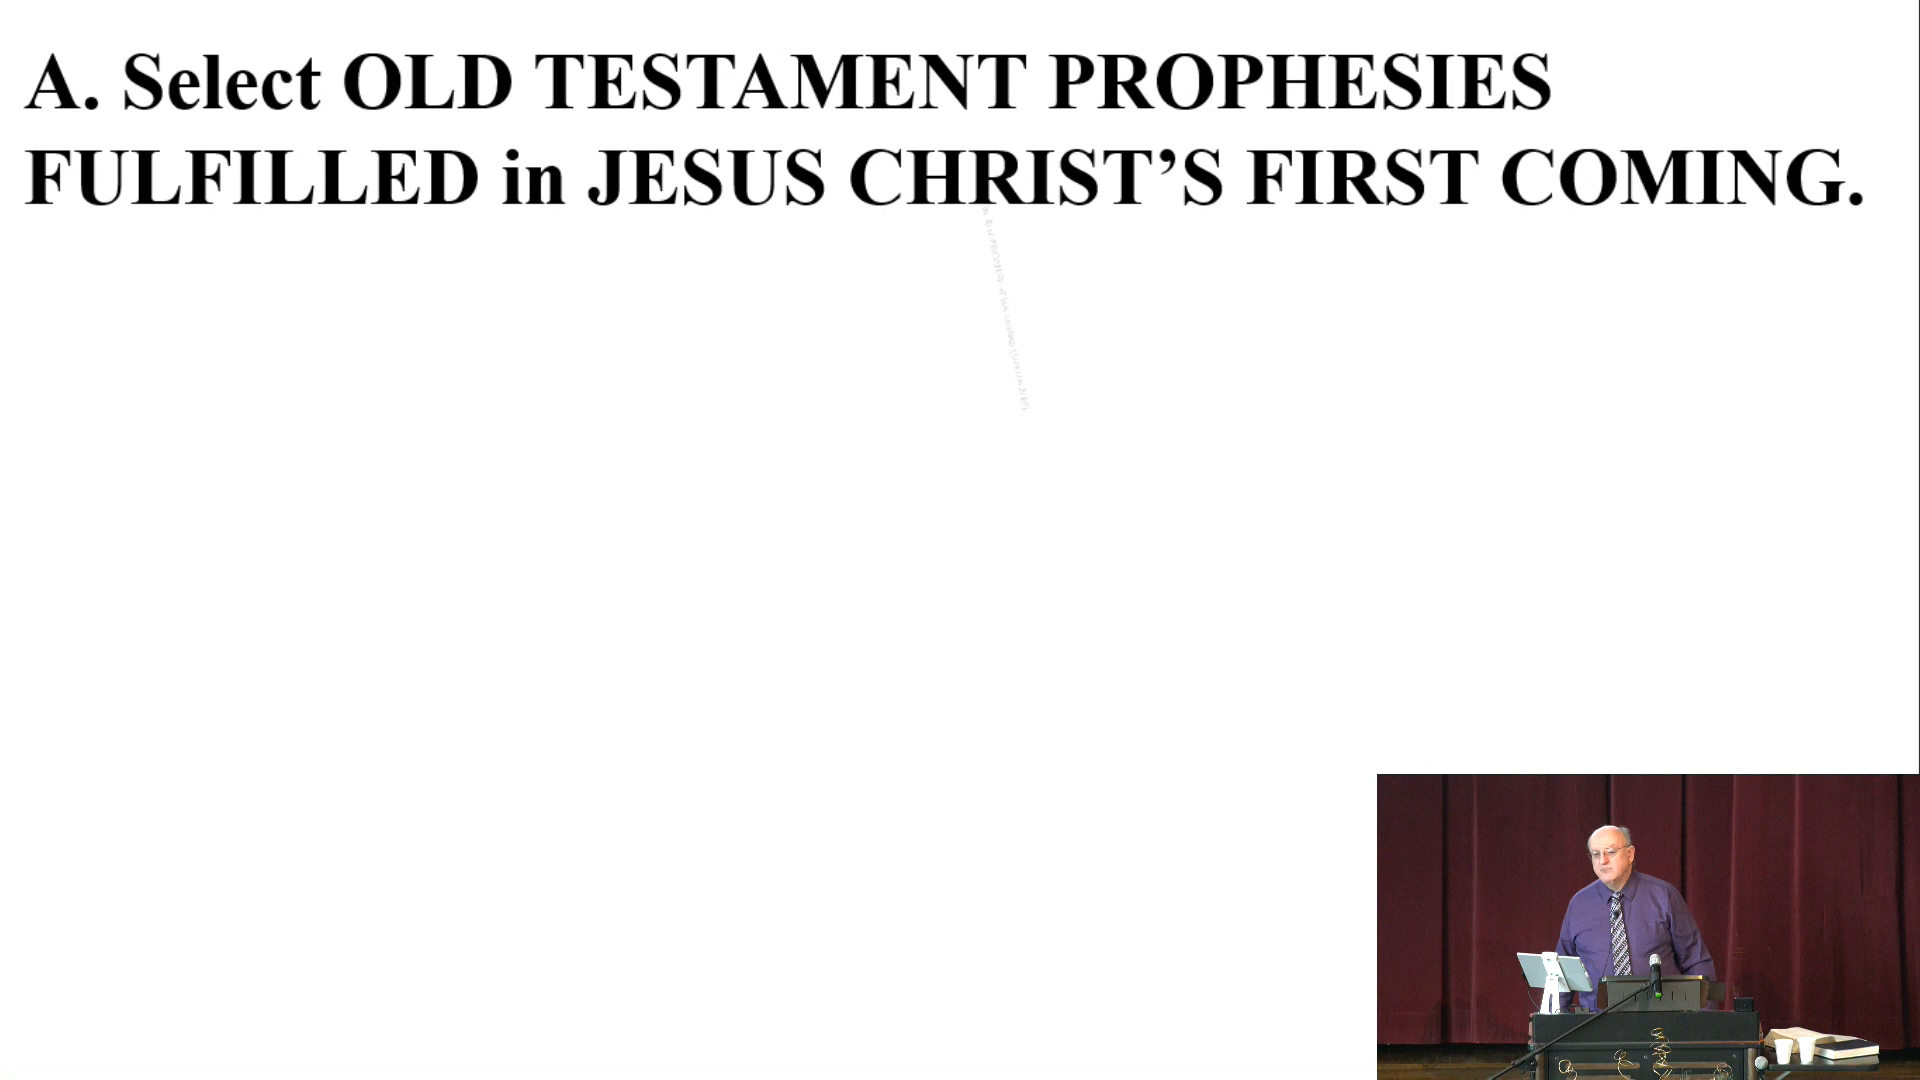 A. Select OLD TESTAMENT PROPHESIES
FULFILLED in JESUS CHRIST’S FIRST COMING.